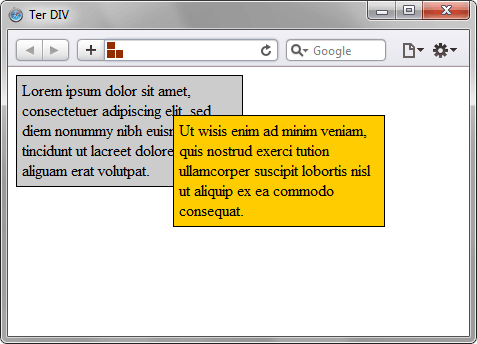 Ter DIV
Google
Lorem ipsum dolor sit amet,
consectetuer adipiscing elit, sed
diem nonummy nibh euismod
tincidunt ut lacreet dolore
aliguam erat volutpat.
Ut wisis enim ad minim veniam,
quis nostrud exerci tution
ullamcorper suscipit lobortis nisl
ut aliquip ex ea commodo
consequat.